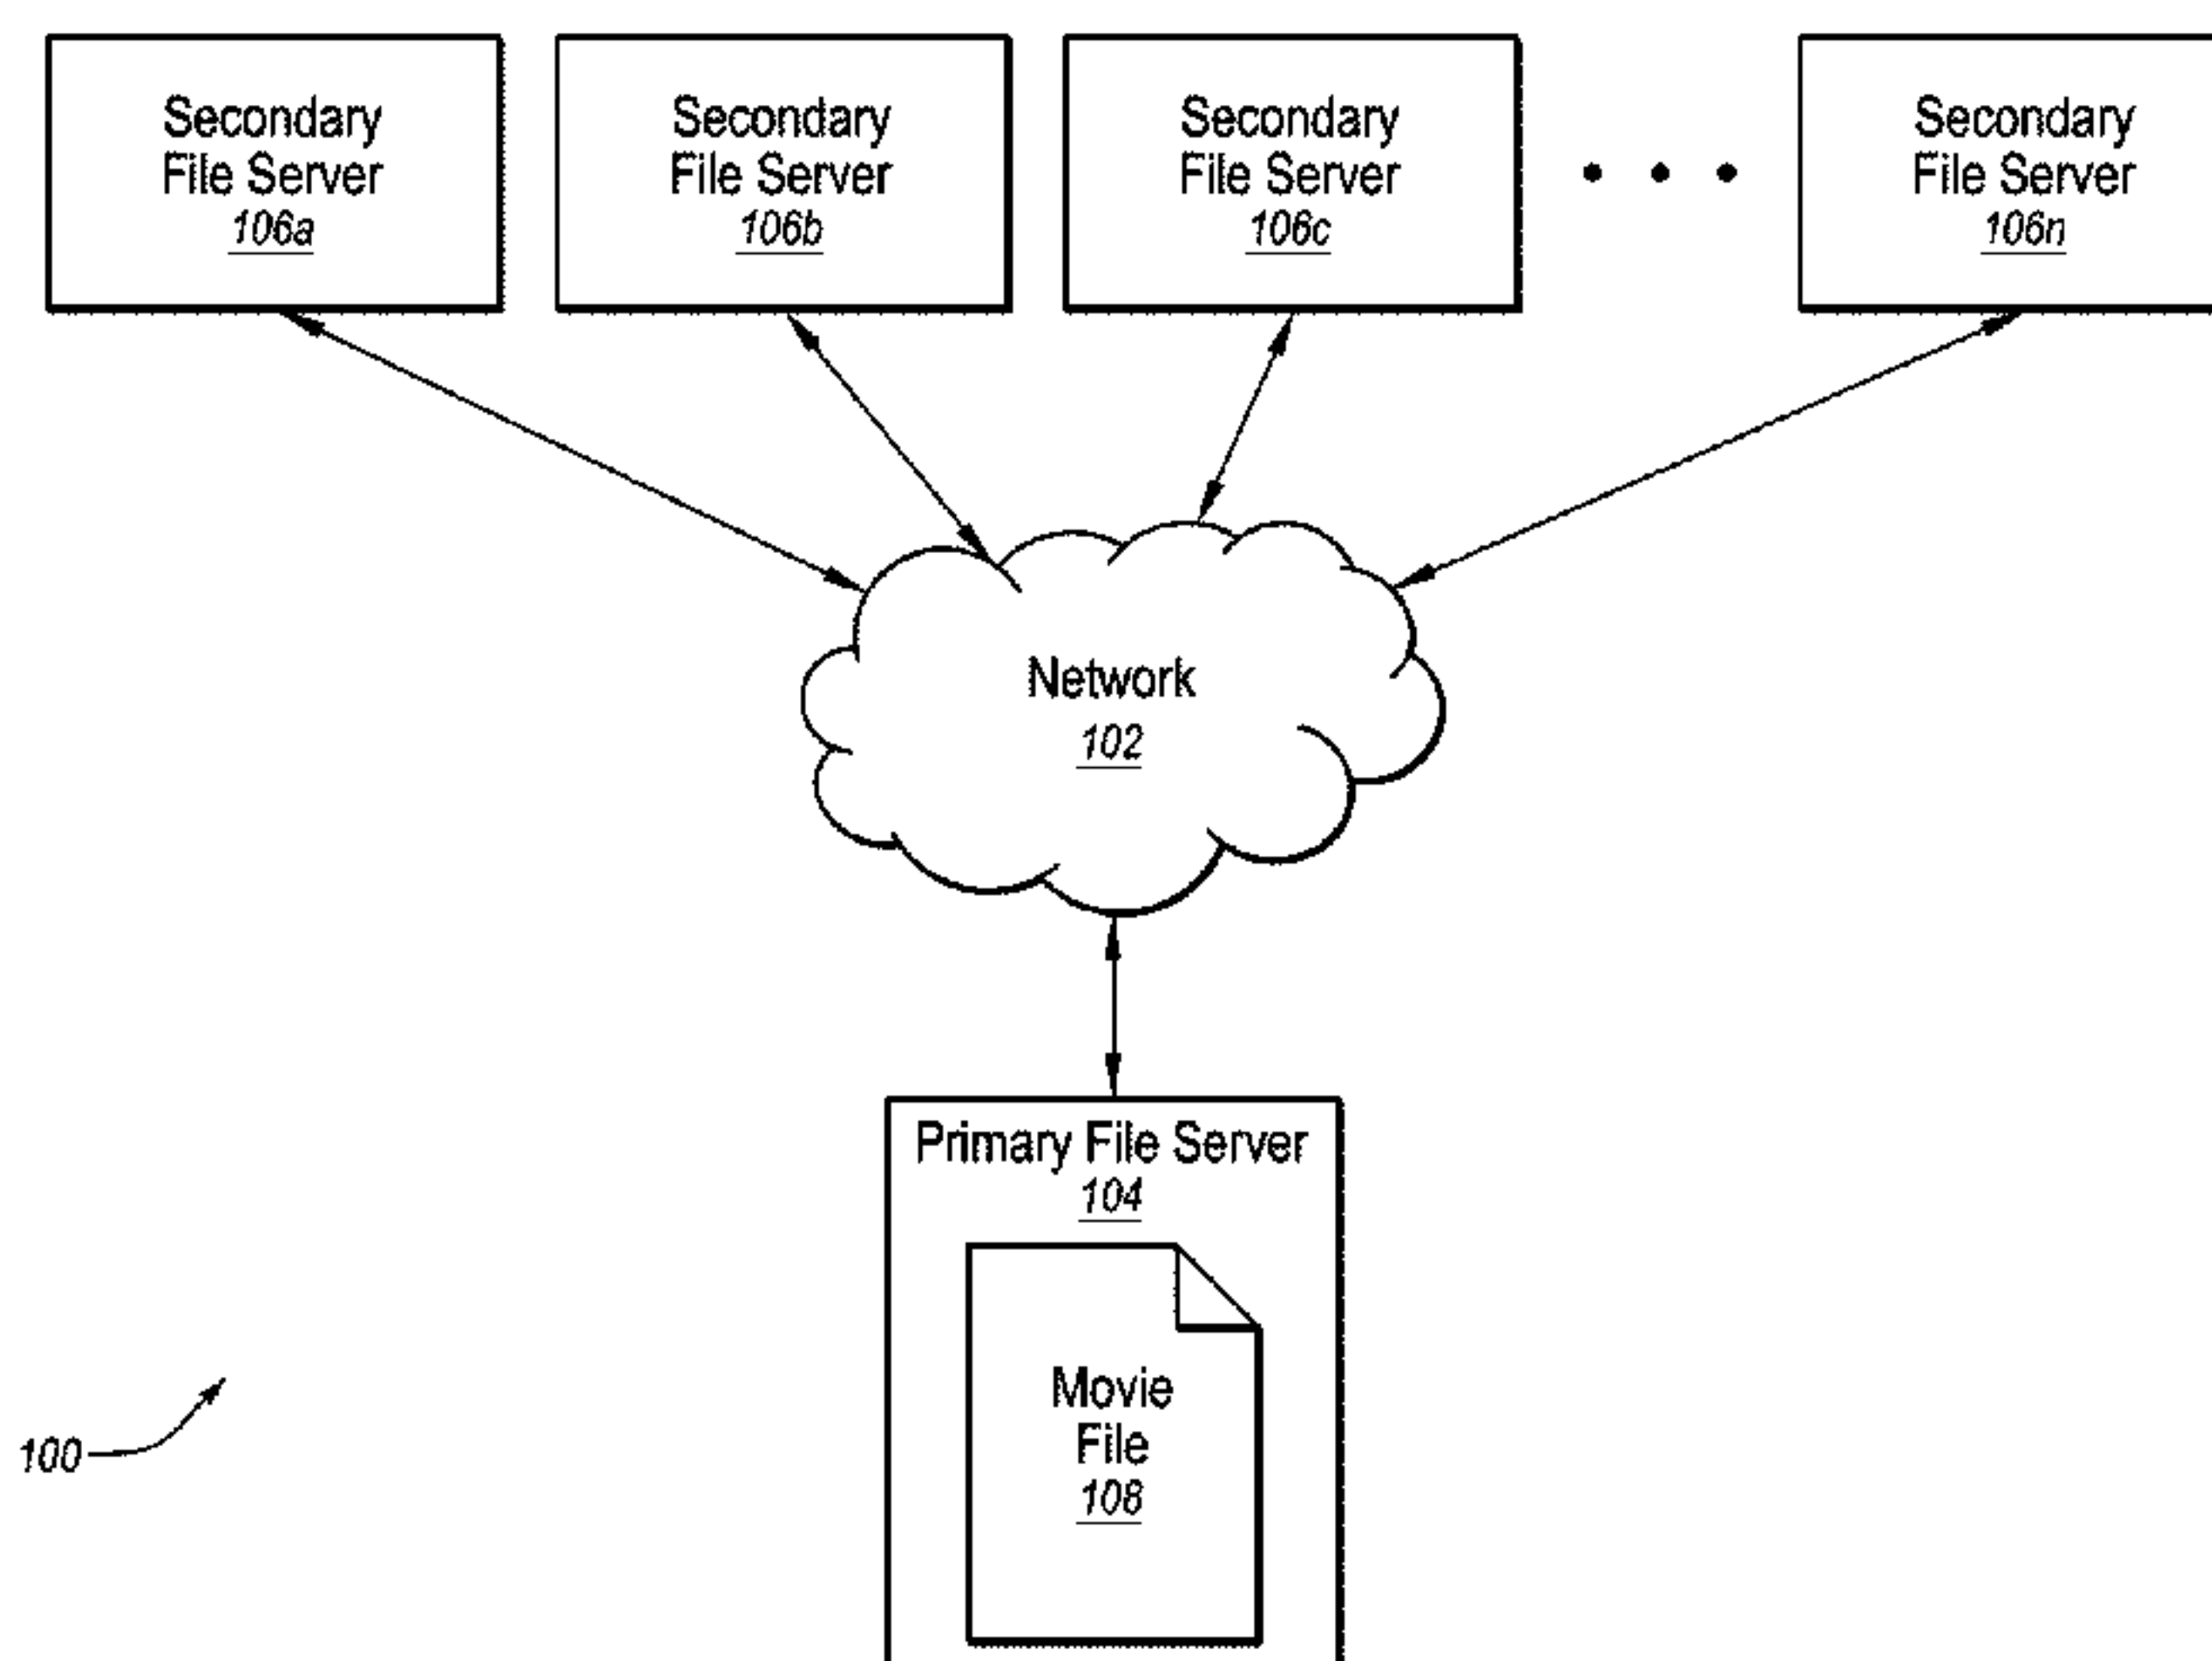 Secondary
File Server
106a
Secondary
File Server
106b
Secondary
File Server
106c
Secondary
File Server
106n
Network
102
Primary File Server
104
Movie
File
108
100